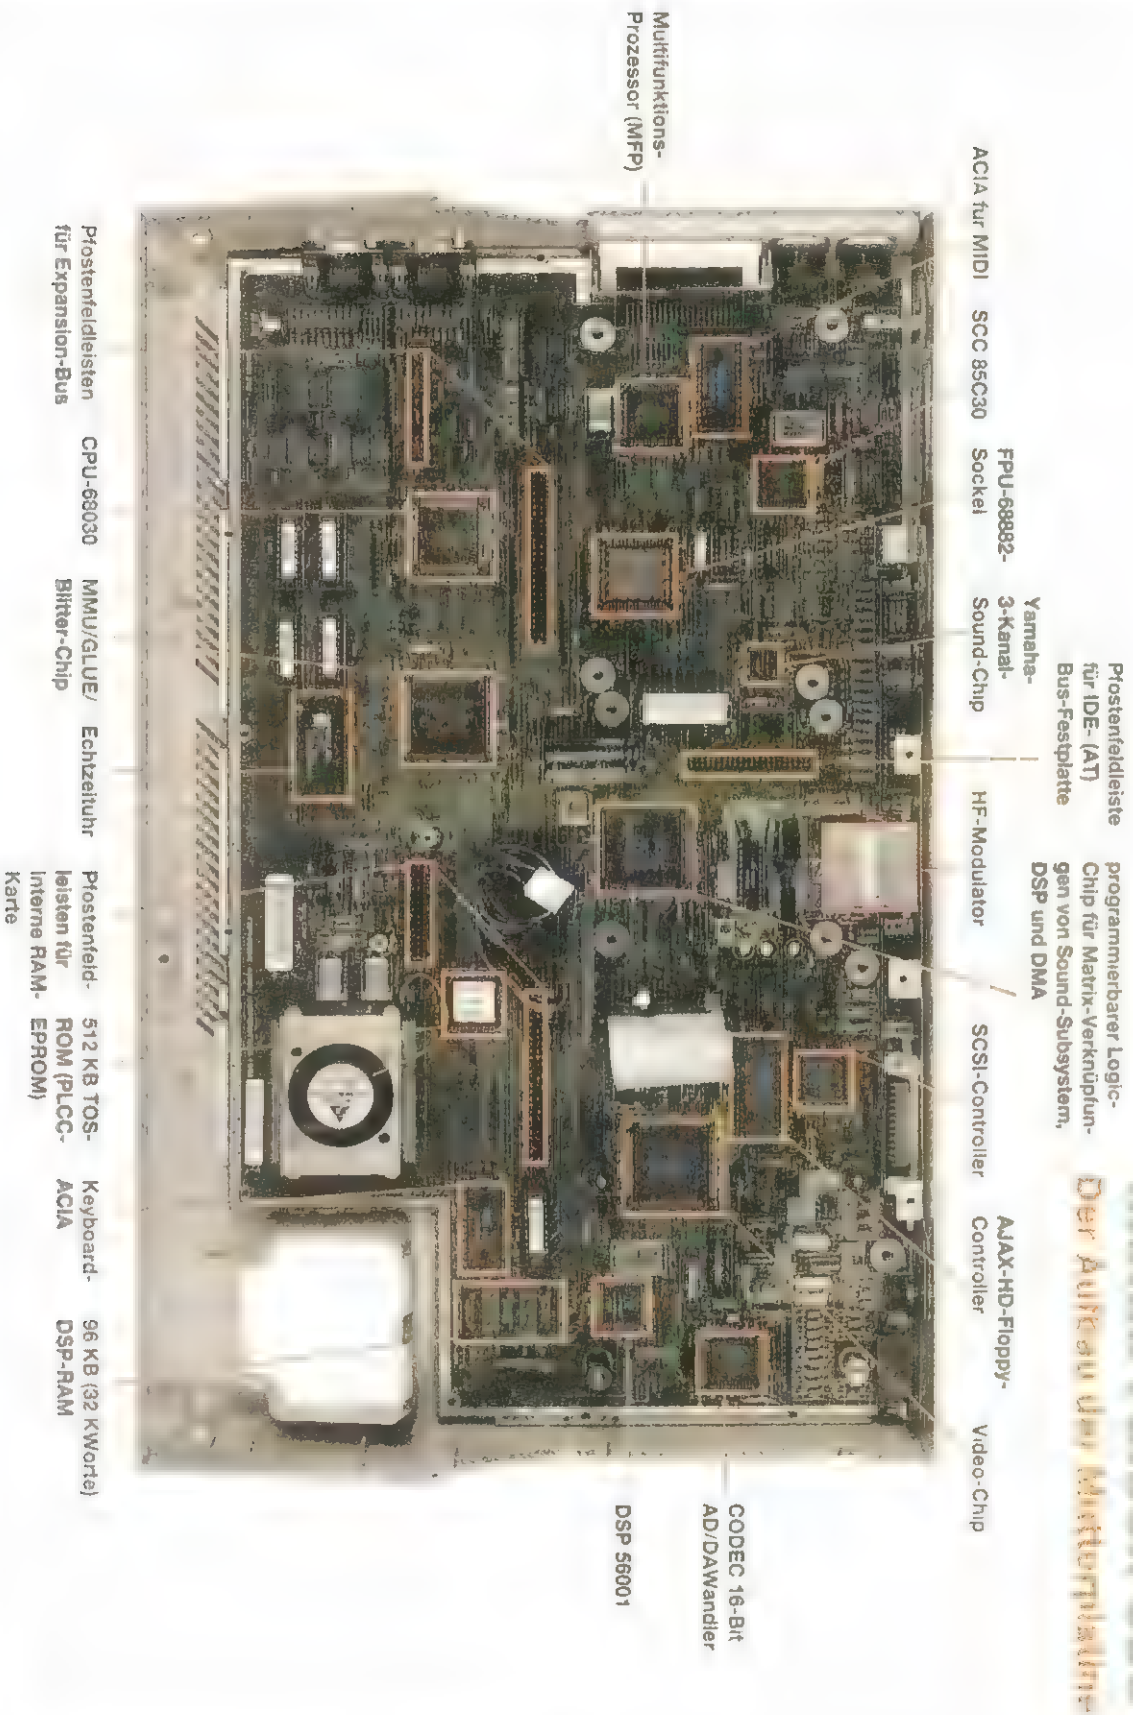 Der Aufbau der Mutterplatine
Pfostenfeldleiste
für IDE- (AT)
Bus-Festplatte
programmierbarer Logic-
Chip für Matrix-Verknüpfun-
gen von Sound-Subsystem,
DSP und DMA
ACIA fur MIDI
SCC 85C30
FPU-68882-
Sockel
Yamaha-
3-Kanal-
Sound-Chip
HF-Modulator
SCSI-Controller
AJAX-HD-Floppy-
Controller
Video-Chip
Multifunktions-
Prozessor (MFP)
CODEC 16-Bit
AD/DAWandler
DSP 56001
Pfostenfeldleisten
für Expansion-Bus
CPU-68030
MMU/GLUE/
Blitter-Chip
Echtzeituhr
Pfostenfeld-
leisten für
interne RAM-
Karte
512 KB TOS-
ROM (PLCC-
EPROM)
Keyboard-
ACIA
96 KB (32 KWorte)
DSP-RAM